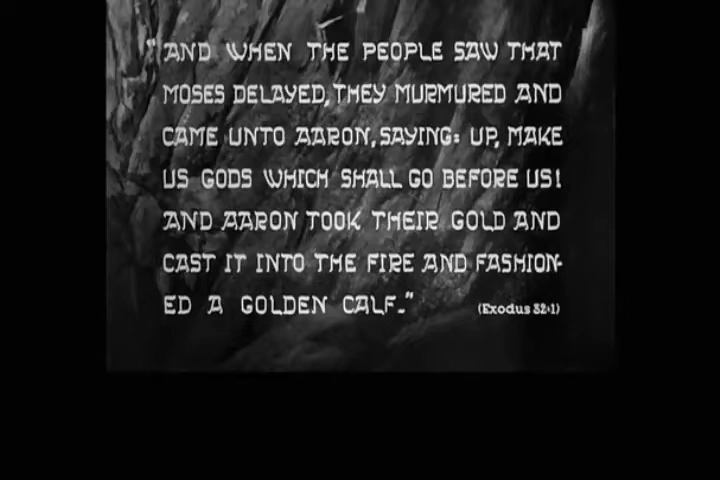 "AND WHEN THE PEOPLE SAW THAT
MOSES DELAYED, THEY MURMURED AND
CAME UNTO AARON, SAYING: UP, MAKE
US GODS WHICH SHALL GO BEFORE US!
AND AARON TOOK THEIR GOLD AND
CAST IT INTO THE FIRE AND FASHION-
ED A GOLDEN CALF."
(Exodus 32:1)